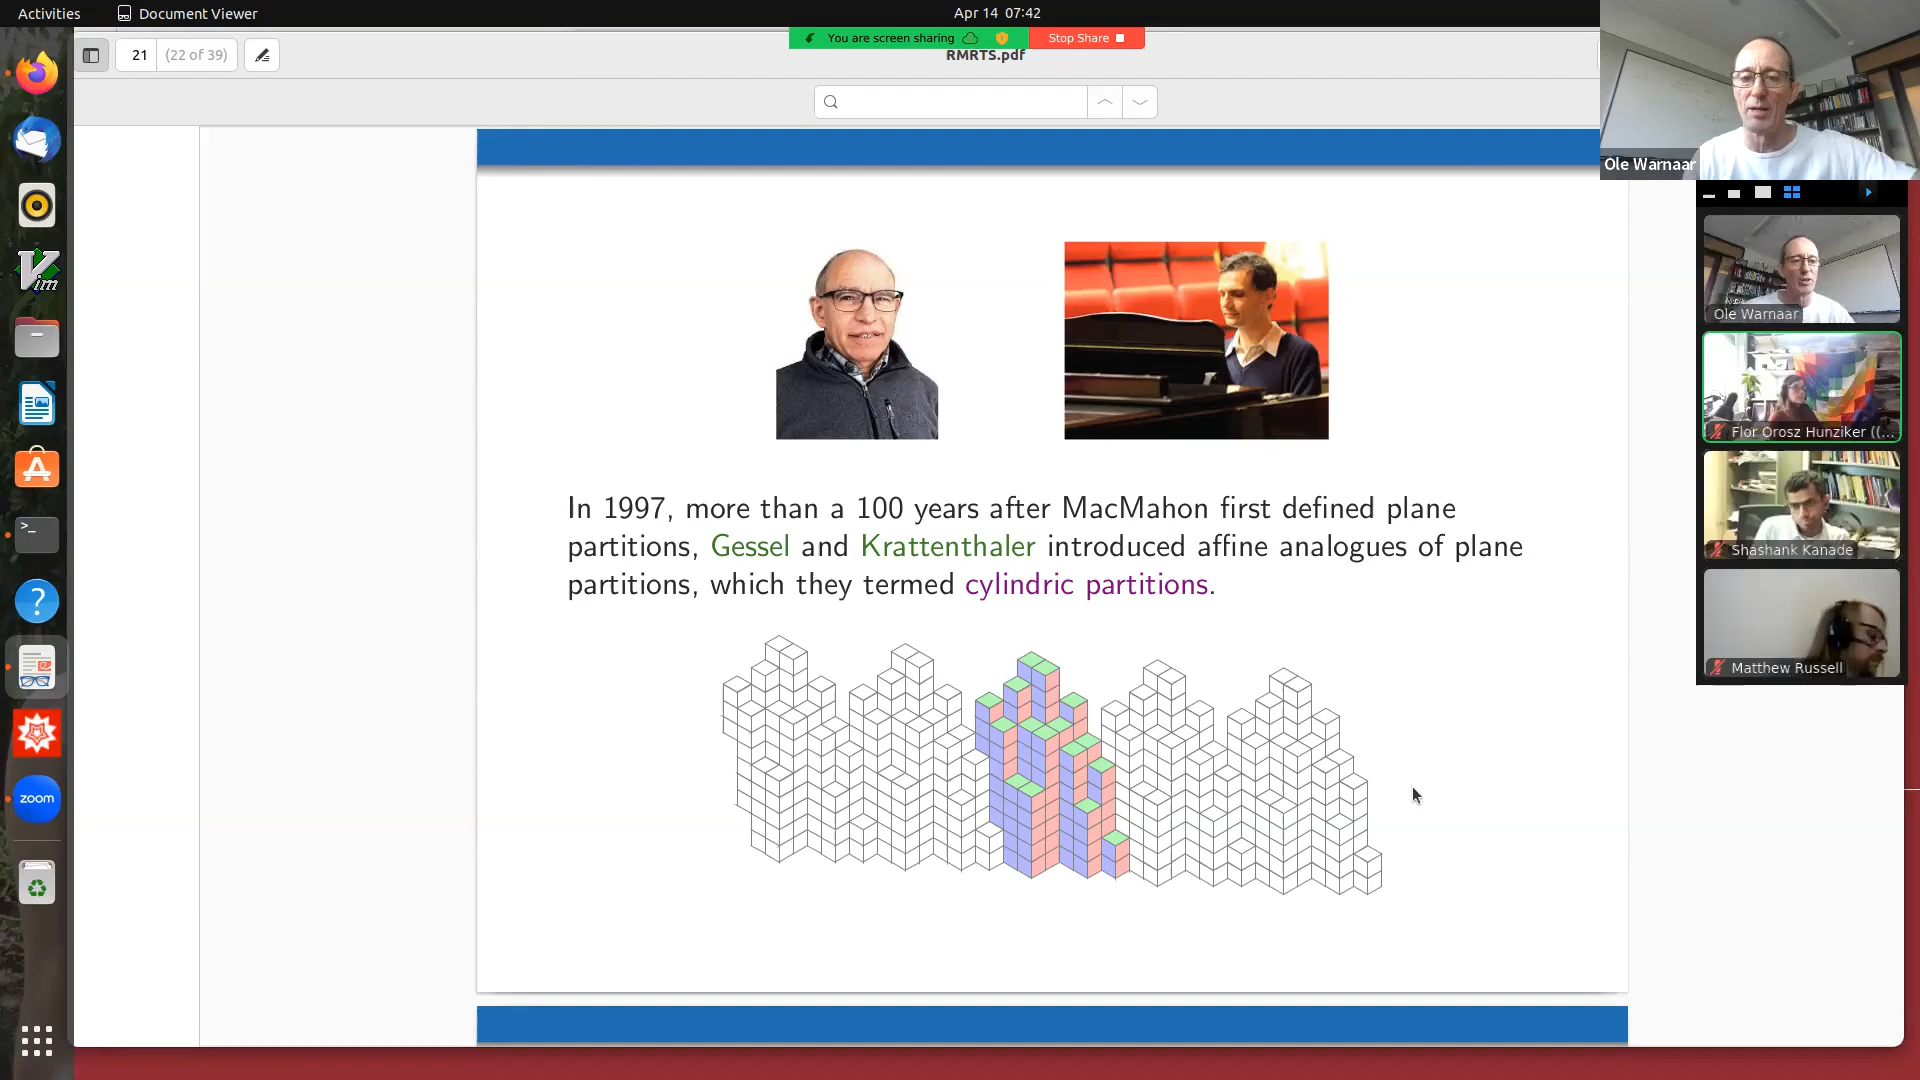 Activities
Document Viewer
Apr 14 07:42
You are screen sharing
Stop Share
21
(22 of 39)
RMRTS.pdf
Ole Warnaar
In 1997, more than a 100 years after MacMahon first defined plane
partitions, Gessel and Krattenthaler introduced affine analogues of plane
partitions, which they termed cylindric partitions.
Ole Warnaar
Flor Orosz Hunziker ((...
Shashank Kanade
Matthew Russell
Vim
>_
?
zoom